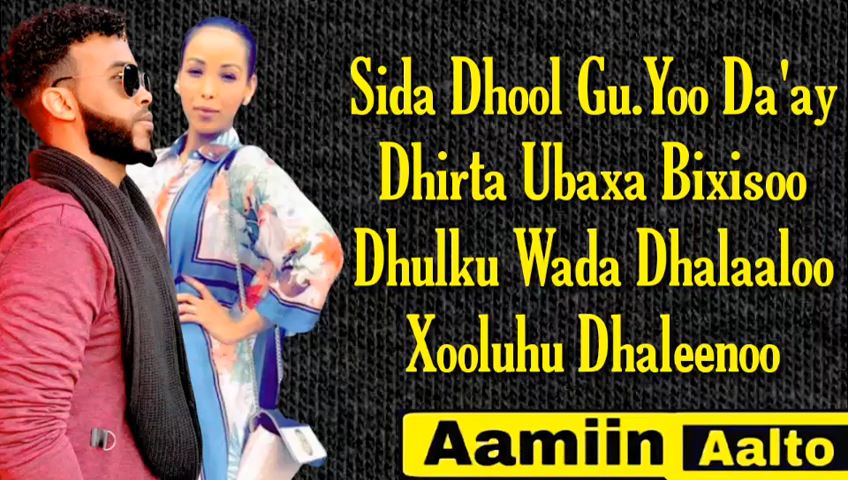 Sida Dhool Gu.Yoo Da'ay
Dhirta Ubaxa Bixisoo
Dhulku Wada Dhalaaloo
Xooluhu Dhaleenoo
Aamiin Aalto